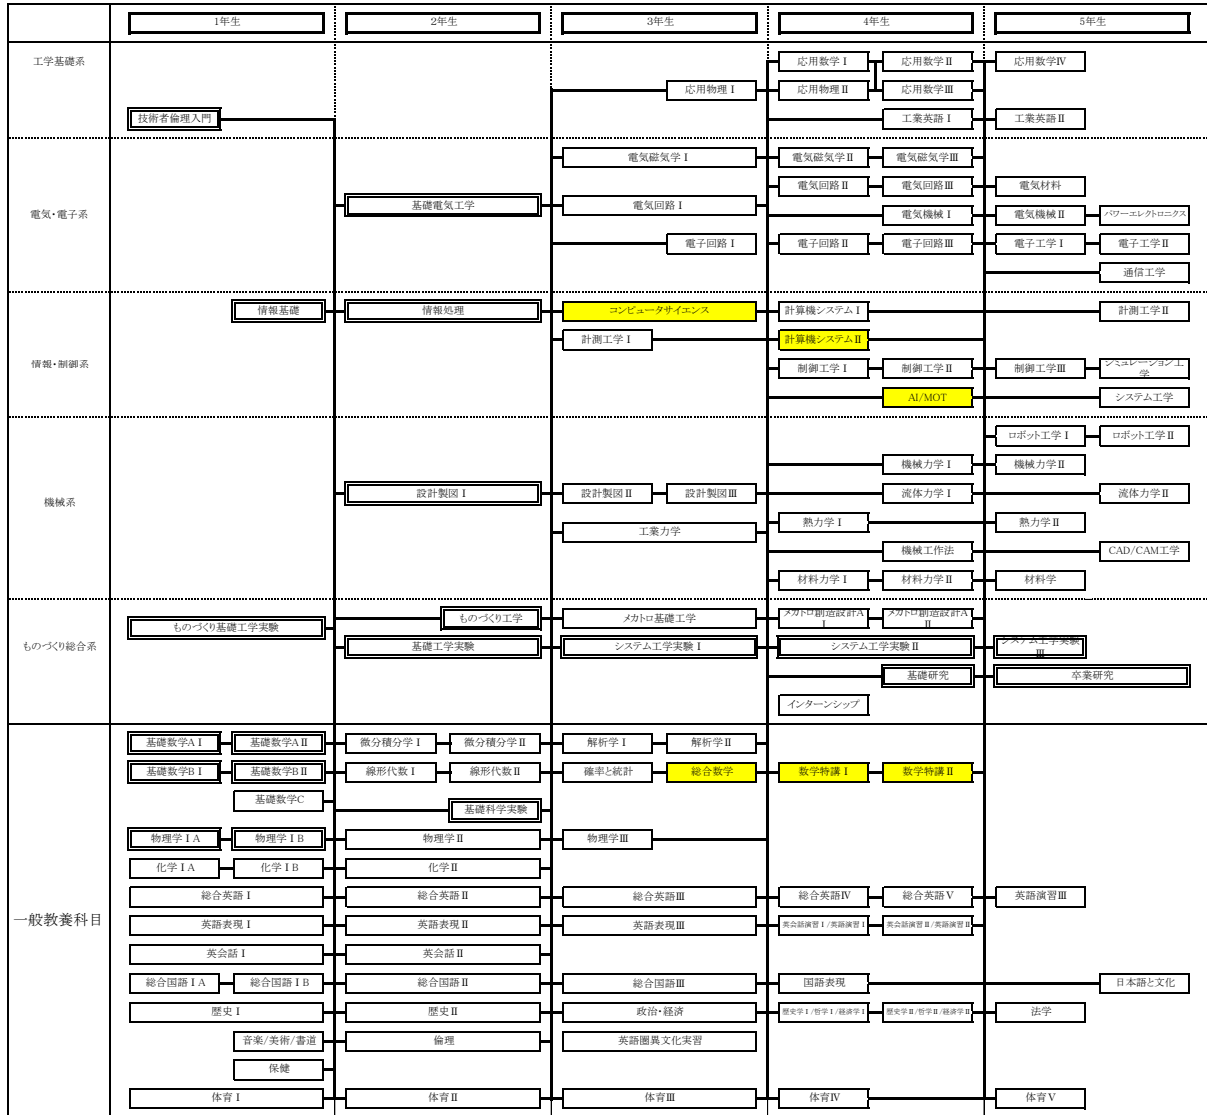 1年生 2年生 3年生 4年生 5年生
工学基礎系
応用数学Ⅰ 応用数学Ⅱ 応用数学Ⅳ
応用物理Ⅰ 応用物理Ⅱ 応用数学Ⅲ
技術者倫理入門 工業英語Ⅰ 工業英語Ⅱ
電気・電子系
電気磁気学Ⅰ 電気磁気学Ⅱ 電気磁気学Ⅲ
電気回路Ⅱ 電気回路Ⅲ 電気材料
基礎電気工学 電気回路Ⅰ
電気機械Ⅰ 電気機械Ⅱ パワーエレクトロニクス
電子回路Ⅰ 電子回路Ⅱ 電子回路Ⅲ 電子工学Ⅰ 電子工学Ⅱ
通信工学
情報・制御系
情報基礎 情報処理 コンピュータサイエンス 計算機システムⅠ 計測工学Ⅱ
計測工学Ⅰ 計算機システムⅡ
制御工学Ⅰ 制御工学Ⅱ 制御工学Ⅲ シミュレーション工学
AI/MOT システム工学
機械系
ロボット工学Ⅰ ロボット工学Ⅱ
機械力学Ⅰ 機械力学Ⅱ
設計製図Ⅰ 設計製図Ⅱ 設計製図Ⅲ 流体力学Ⅰ 流体力学Ⅱ
熱力学Ⅰ 熱力学Ⅱ
工業力学
機械工作法 CAD/CAM工学
材料力学Ⅰ 材料力学Ⅱ 材料学
ものづくり総合系
ものづくり工学 メカトロ基礎工学 メカトロ創造設計AⅠ メカトロ創造設計AⅡ
ものづくり基礎工学実験
基礎工学実験 システム工学実験Ⅰ システム工学実験Ⅱ システム工学実験Ⅲ
基礎研究 卒業研究
インターンシップ
一般教養科目
基礎数学AⅠ 基礎数学AⅡ 微分積分学Ⅰ 微分積分学Ⅱ 解析学Ⅰ 解析学Ⅱ
基礎数学BⅠ 基礎数学BⅡ 線形代数Ⅰ 線形代数Ⅱ 確率と統計 総合数学 数学特講Ⅰ 数学特講Ⅱ
基礎数学C 基礎科学実験
物理学ⅠA 物理学ⅠB 物理学Ⅱ 物理学Ⅲ
化学ⅠA 化学ⅠB 化学Ⅱ
総合英語Ⅰ 総合英語Ⅱ 総合英語Ⅲ 総合英語Ⅳ 総合英語Ⅴ 英語演習Ⅲ
英語表現Ⅰ 英語表現Ⅱ 英語表現Ⅲ 英会話演習Ⅰ/英語演習Ⅰ 英会話演習Ⅱ/英語演習Ⅱ
英会話Ⅰ 英会話Ⅱ
総合国語ⅠA 総合国語ⅠB 総合国語Ⅱ 総合国語Ⅲ 国語表現 日本語と文化
歴史Ⅰ 歴史Ⅱ 政治・経済 歴史学Ⅰ/哲学Ⅰ/経済学Ⅰ 歴史学Ⅱ/哲学Ⅱ/経済学Ⅱ 法学
音楽/美術/書道 倫理 英語圏異文化実習
保健
体育Ⅰ 体育Ⅱ 体育Ⅲ 体育Ⅳ 体育Ⅴ